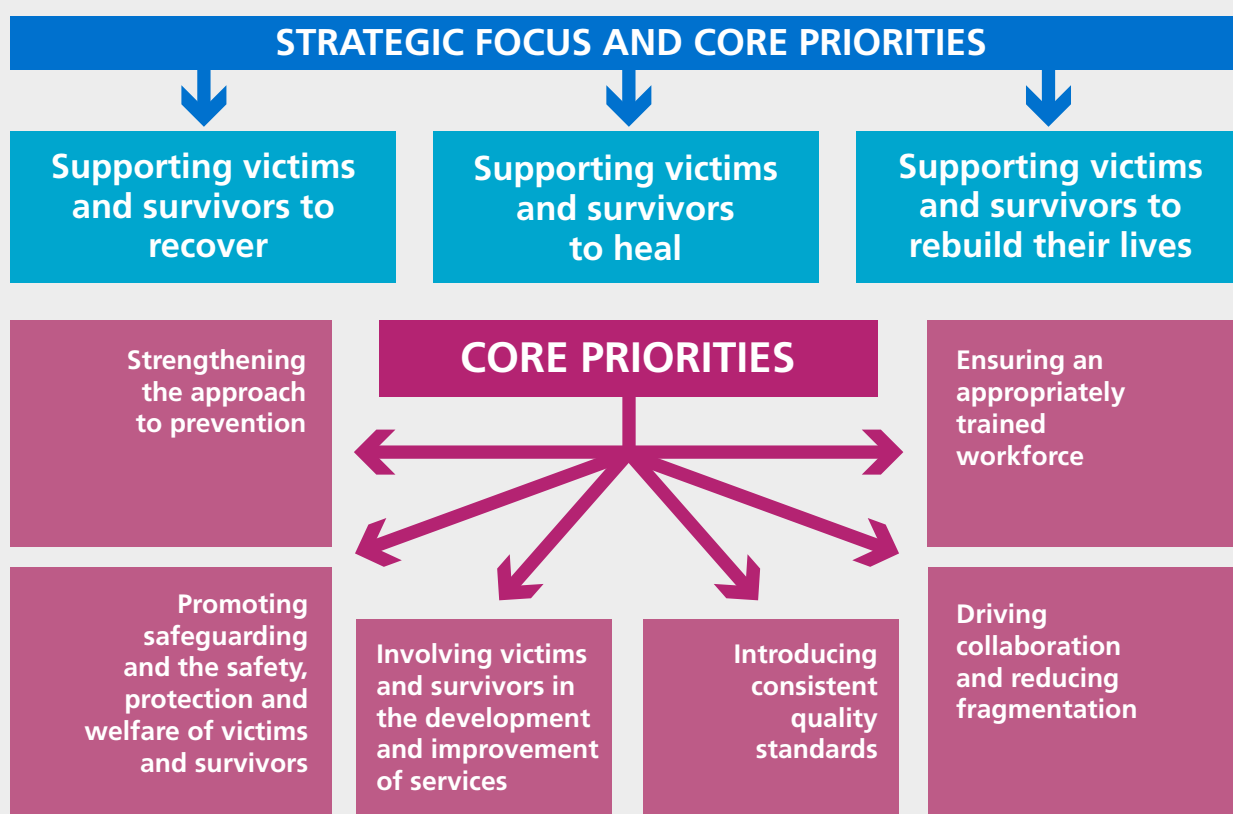 STRATEGIC FOCUS AND CORE PRIORITIES
Supporting victims
and survivors to
recover
Supporting victims
and survivors
to heal
Supporting victims
and survivors to
rebuild their lives
CORE PRIORITIES
Strengthening
the approach
to prevention
Promoting
safeguarding
and the safety,
protection and
welfare of victims
and survivors
Involving victims
and survivors in
the development
and improvement
of services
Introducing
consistent
quality
standards
Driving
collaboration
and reducing
fragmentation
Ensuring an
appropriately
trained
workforce